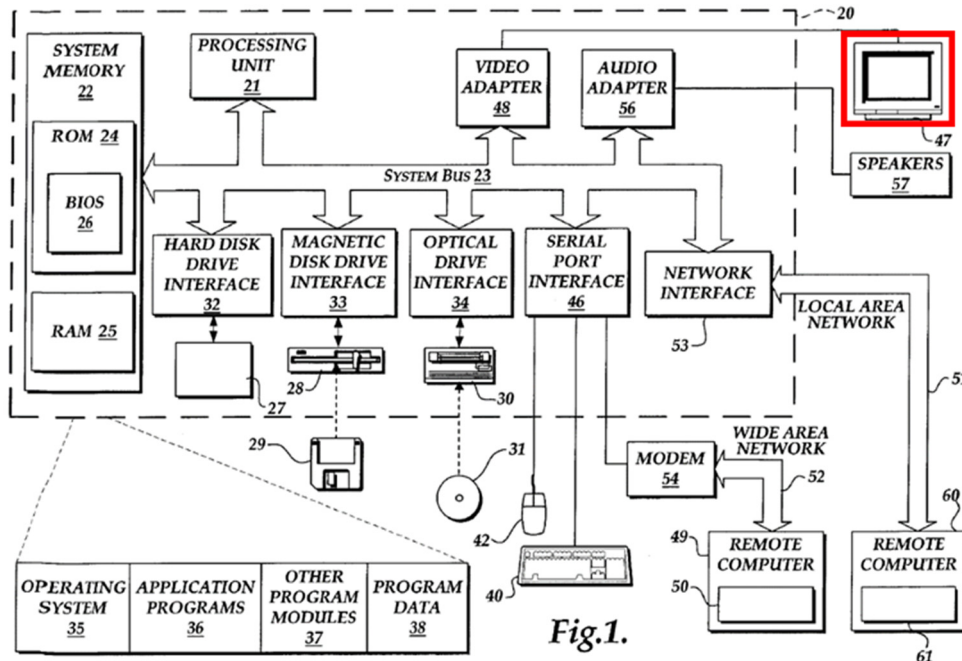 20
SYSTEM
MEMORY
22
ROM 24
BIOS
26
RAM 25
PROCESSING
UNIT
21
VIDEO
ADAPTER
48
AUDIO
ADAPTER
56
47
SPEAKERS
57
SYSTEM BUS 23
HARD DISK
DRIVE
INTERFACE
32
MAGNETIC
DISK DRIVE
INTERFACE
33
OPTICAL
DRIVE
INTERFACE
34
SERIAL
PORT
INTERFACE
46
NETWORK
INTERFACE
53
LOCAL AREA
NETWORK
27
28
30
29
31
42
40
MODEM
54
WIDE AREA
NETWORK
52
49
REMOTE
COMPUTER
50
60
REMOTE
COMPUTER
61
OPERATING
SYSTEM
35
APPLICATION
PROGRAMS
36
OTHER
PROGRAM
MODULES
37
PROGRAM
DATA
38
Fig.1.